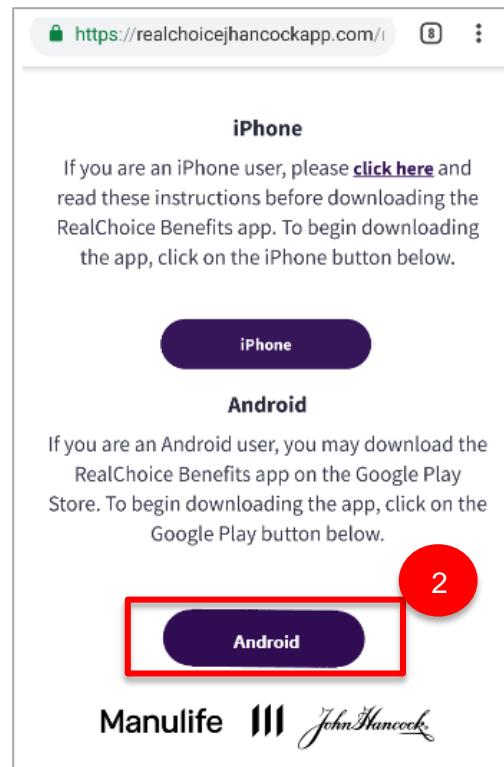 https://realchoicejhancockapp.com/
8
iPhone
If you are an iPhone user, please click here and
read these instructions before downloading the
RealChoice Benefits app. To begin downloading
the app, click on the iPhone button below.
iPhone
Android
If you are an Android user, you may download the
RealChoice Benefits app on the Google Play
Store. To begin downloading the app, click on the
Google Play button below.
2
Android
Manulife John Hancock.